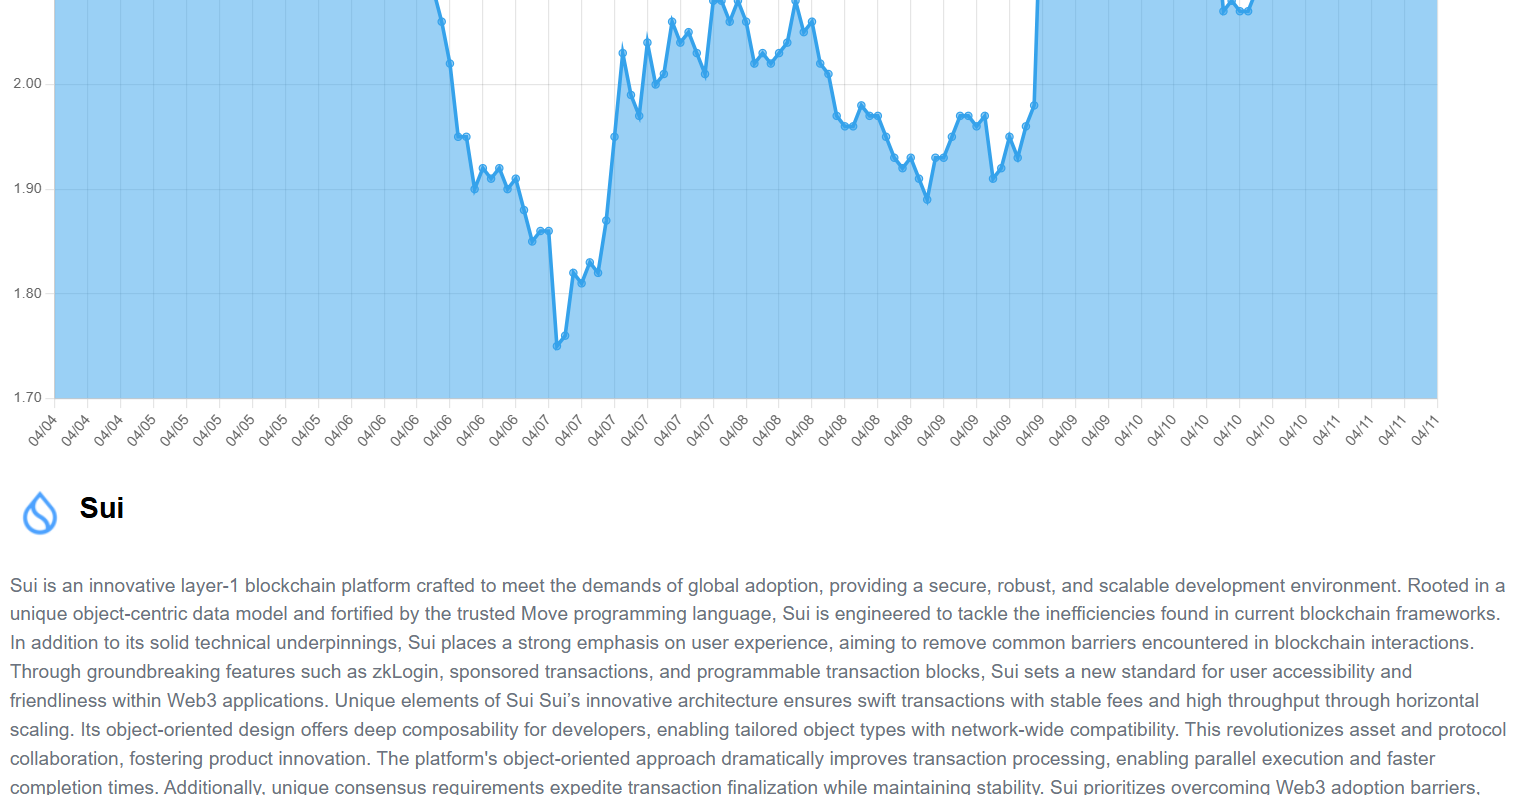 2.00
1.90
1.80
1.70
04/04 04/04 04/04 04/05 04/05 04/05 04/05 04/05 04/05 04/06 04/06 04/06 04/06 04/06 04/06 04/07 04/07 04/07 04/07 04/07 04/07 04/08 04/08 04/08 04/08 04/08 04/08 04/09 04/09 04/09 04/09 04/09 04/09 04/10 04/10 04/10 04/10 04/10 04/10 04/11 04/11 04/11 04/11
Sui
Sui is an innovative layer-1 blockchain platform crafted to meet the demands of global adoption, providing a secure, robust, and scalable development environment. Rooted in a
unique object-centric data model and fortified by the trusted Move programming language, Sui is engineered to tackle the inefficiencies found in current blockchain frameworks.
In addition to its solid technical underpinnings, Sui places a strong emphasis on user experience, aiming to remove common barriers encountered in blockchain interactions.
Through groundbreaking features such as zkLogin, sponsored transactions, and programmable transaction blocks, Sui sets a new standard for user accessibility and
friendliness within Web3 applications. Unique elements of Sui Sui’s innovative architecture ensures swift transactions with stable fees and high throughput through horizontal
scaling. Its object-oriented design offers deep composability for developers, enabling tailored object types with network-wide compatibility. This revolutionizes asset and protocol
collaboration, fostering product innovation. The platform's object-oriented approach dramatically improves transaction processing, enabling parallel execution and faster
completion times. Additionally, unique consensus requirements expedite transaction finalization while maintaining stability. Sui prioritizes overcoming Web3 adoption barriers,